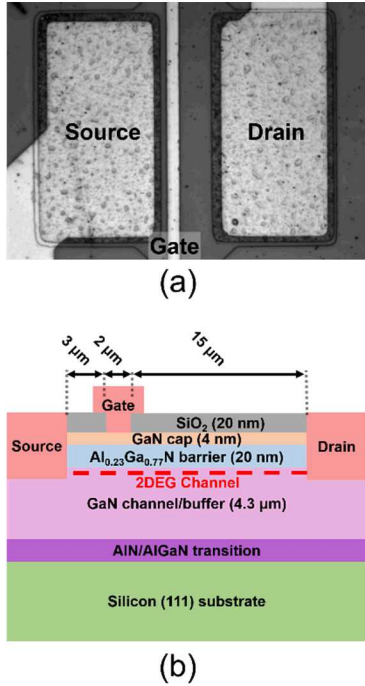 Source
Drain
Gate
(a)
3 µm
2 µm
15 µm
Gate
SiO₂ (20 nm)
GaN cap (4 nm)
Source
Al₀.₂₃Ga₀.₇₇N barrier (20 nm)
Drain
2DEG Channel
GaN channel/buffer (4.3 µm)
AlN/AlGaN transition
Silicon (111) substrate
(b)